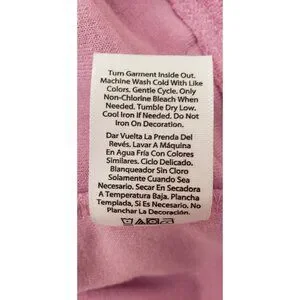 Turn Garment Inside Out.
Machine Wash Cold With Like
Colors. Gentle Cycle. Only
Non-Chlorine Bleach When
Needed. Tumble Dry Low.
Cool Iron If Needed. Do Not
Iron On Decoration.
Dar Vuelta La Prenda Del
Revés. Lavar A Máquina
En Agua Fría Con Colores
Similares. Ciclo Delicado.
Blanqueador Sin Cloro
Solamente Cuando Sea
Necesario. Secar En Secadora
A Temperatura Baja. Plancha
Templada, Si Es Necesario. No
Planchar La Decoración.